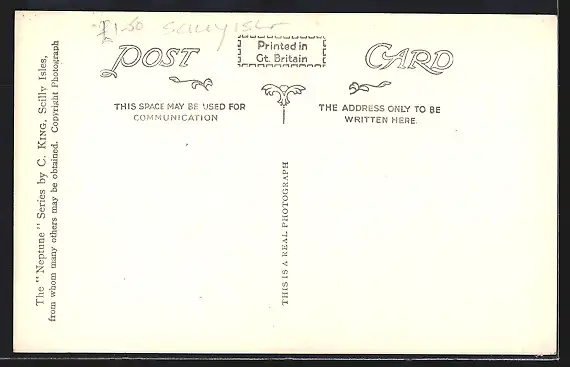 £1-50 Scilly Isles
POST CARD
Printed in
Gt. Britain
THIS SPACE MAY BE USED FOR
COMMUNICATION
THE ADDRESS ONLY TO BE
WRITTEN HERE.
The "Neptune" Series by C. KING, Scilly Isles,
from whom many others may be obtained. Copyright Photograph
THIS IS A REAL PHOTOGRAPH